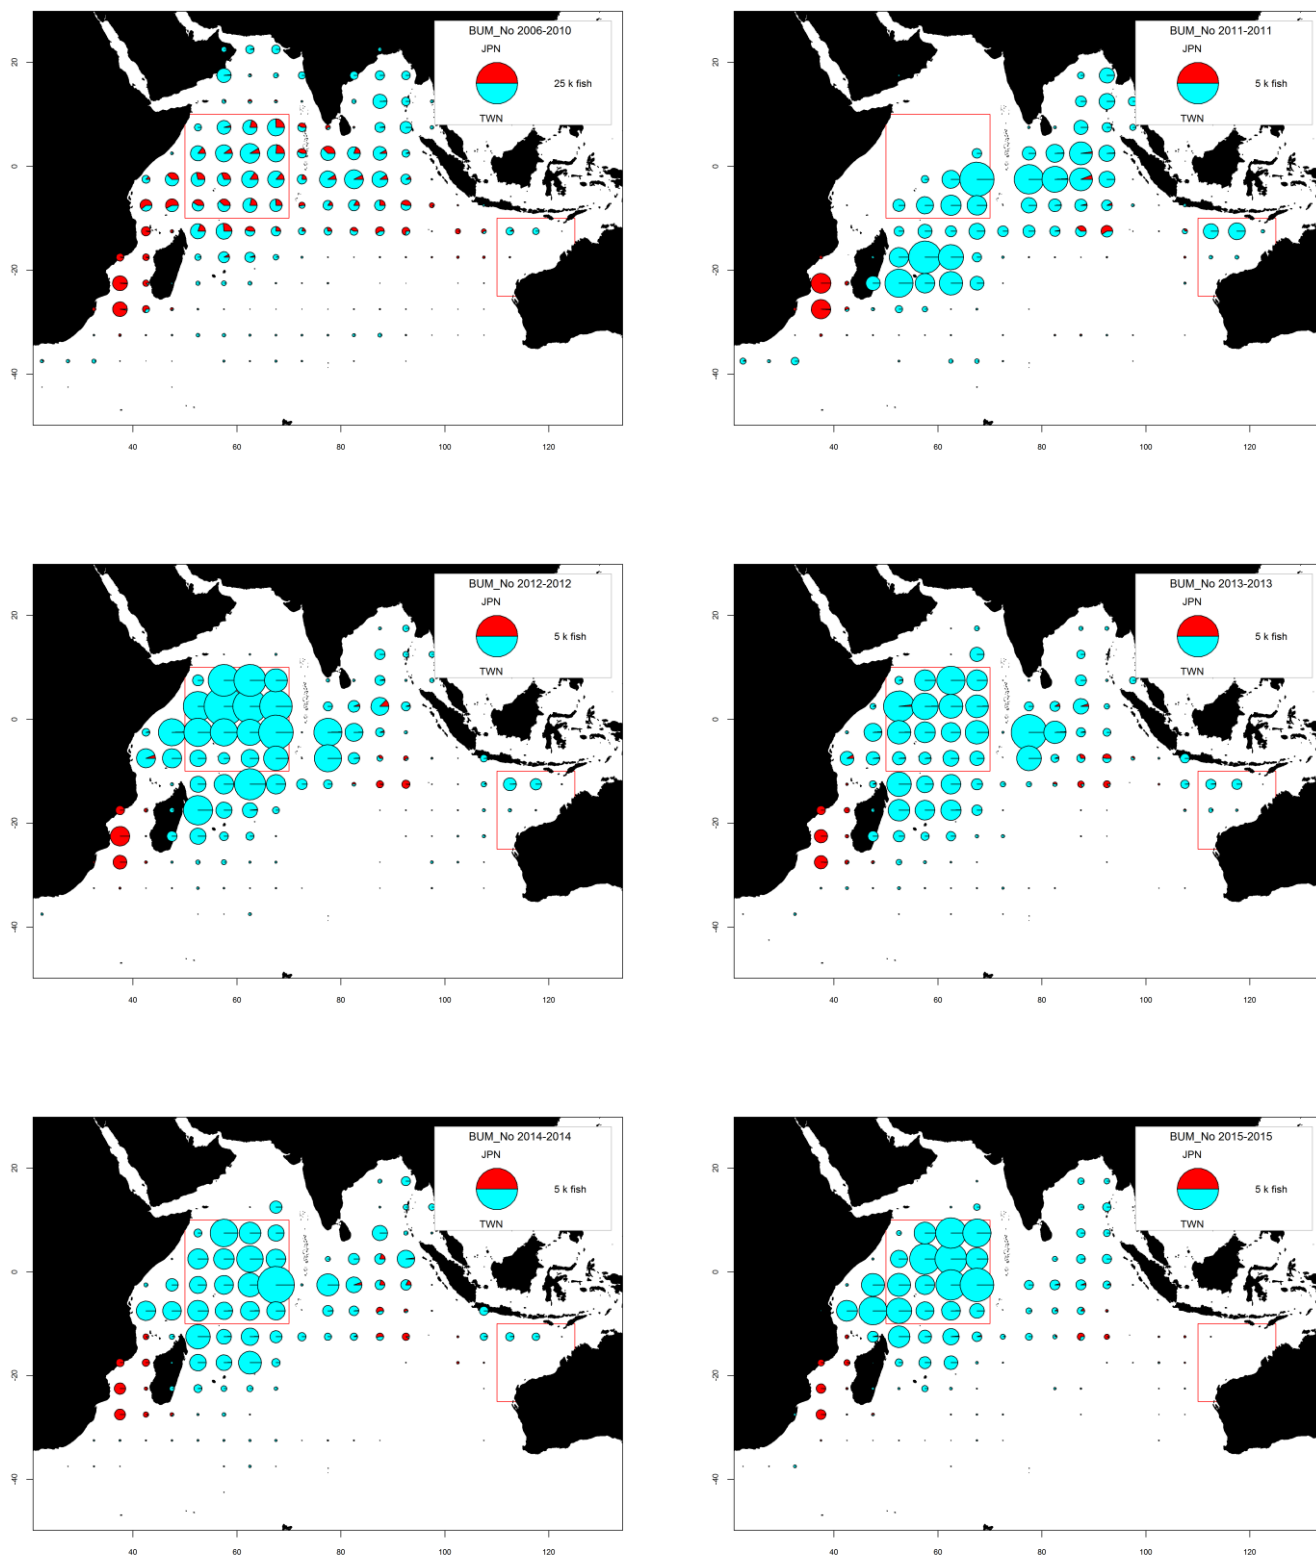 BUM_No 2006-2010
JPN
25 k fish
TWN
20
0
-20
-40
40 60 80 100 120
BUM_No 2011-2011
JPN
5 k fish
TWN
20
0
-20
-40
40 60 80 100 120
BUM_No 2012-2012
JPN
5 k fish
TWN
20
0
-20
-40
40 60 80 100 120
BUM_No 2013-2013
JPN
5 k fish
TWN
20
0
-20
-40
40 60 80 100 120
BUM_No 2014-2014
JPN
5 k fish
TWN
20
0
-20
-40
40 60 80 100 120
BUM_No 2015-2015
JPN
5 k fish
TWN
20
0
-20
-40
40 60 80 100 120